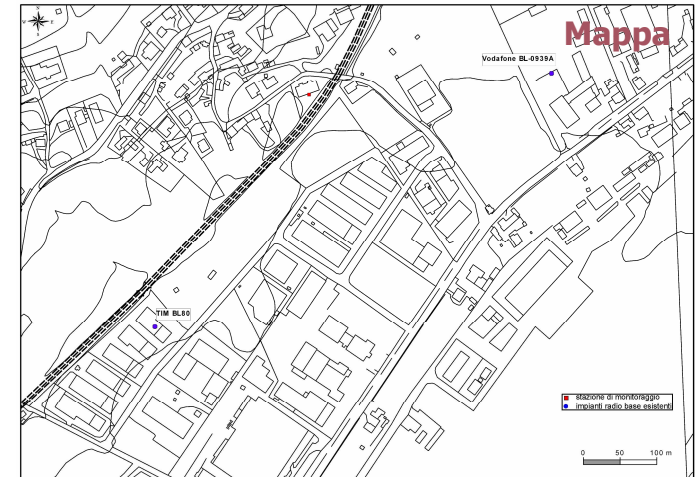 N
W E
S
Mappa
Vodafone BL-0939A
TIM BL80
stazione di monitoraggio
impianti radio base esistenti
0 50 100 m